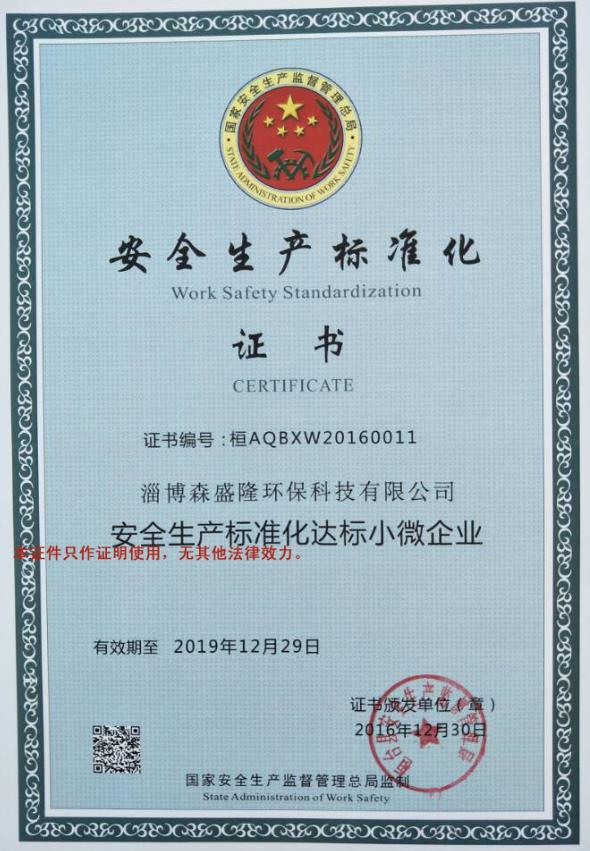 国家安全生产监督管理总局
STATE ADMINISTRATION OF WORK SAFETY
安全生产标准化
Work Safety Standardization
证书
CERTIFICATE
证书编号：桓AQBXW20160011
淄博森盛隆环保科技有限公司
安全生产标准化达标小微企业
本证件只作证明使用，无其他法律效力。
有效期至 2019年12月29日
证书颁发单位（章）
2016年12月30日
国家安全生产监督管理总局监制
State Administration of Work Safety